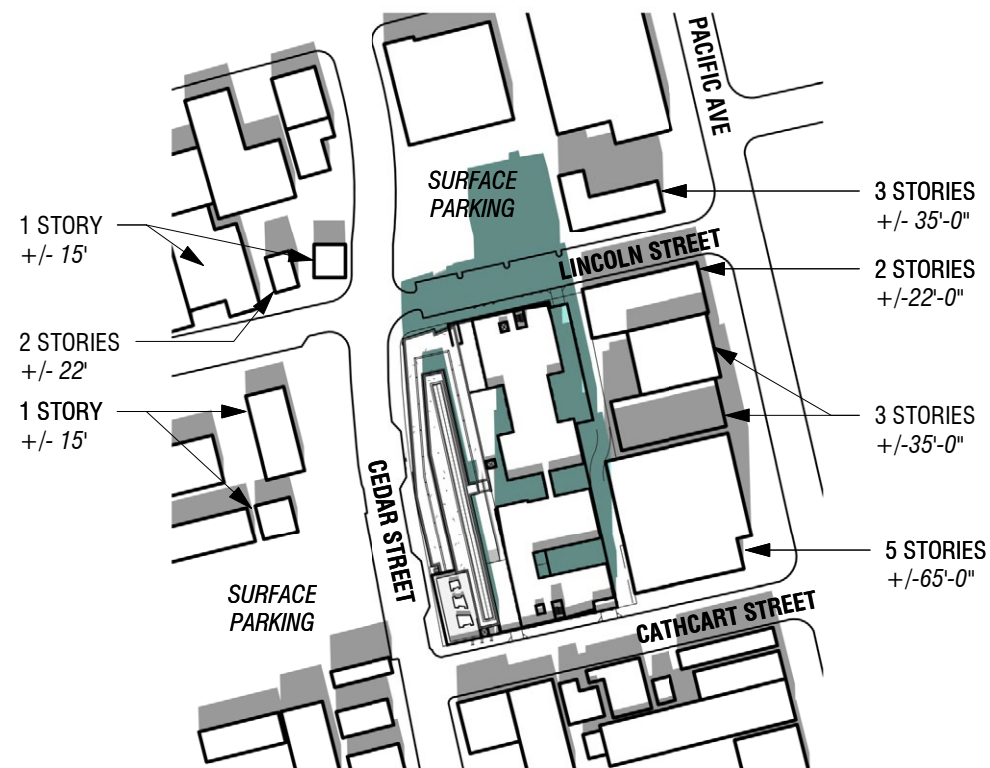 PACIFIC AVE
SURFACE
PARKING
3 STORIES
+/- 35'-0"
1 STORY
+/- 15'
LINCOLN STREET
2 STORIES
+/-22'-0"
2 STORIES
+/- 22'
1 STORY
+/- 15'
3 STORIES
+/-35'-0"
CEDAR STREET
5 STORIES
+/-65'-0"
SURFACE
PARKING
CATHCART STREET